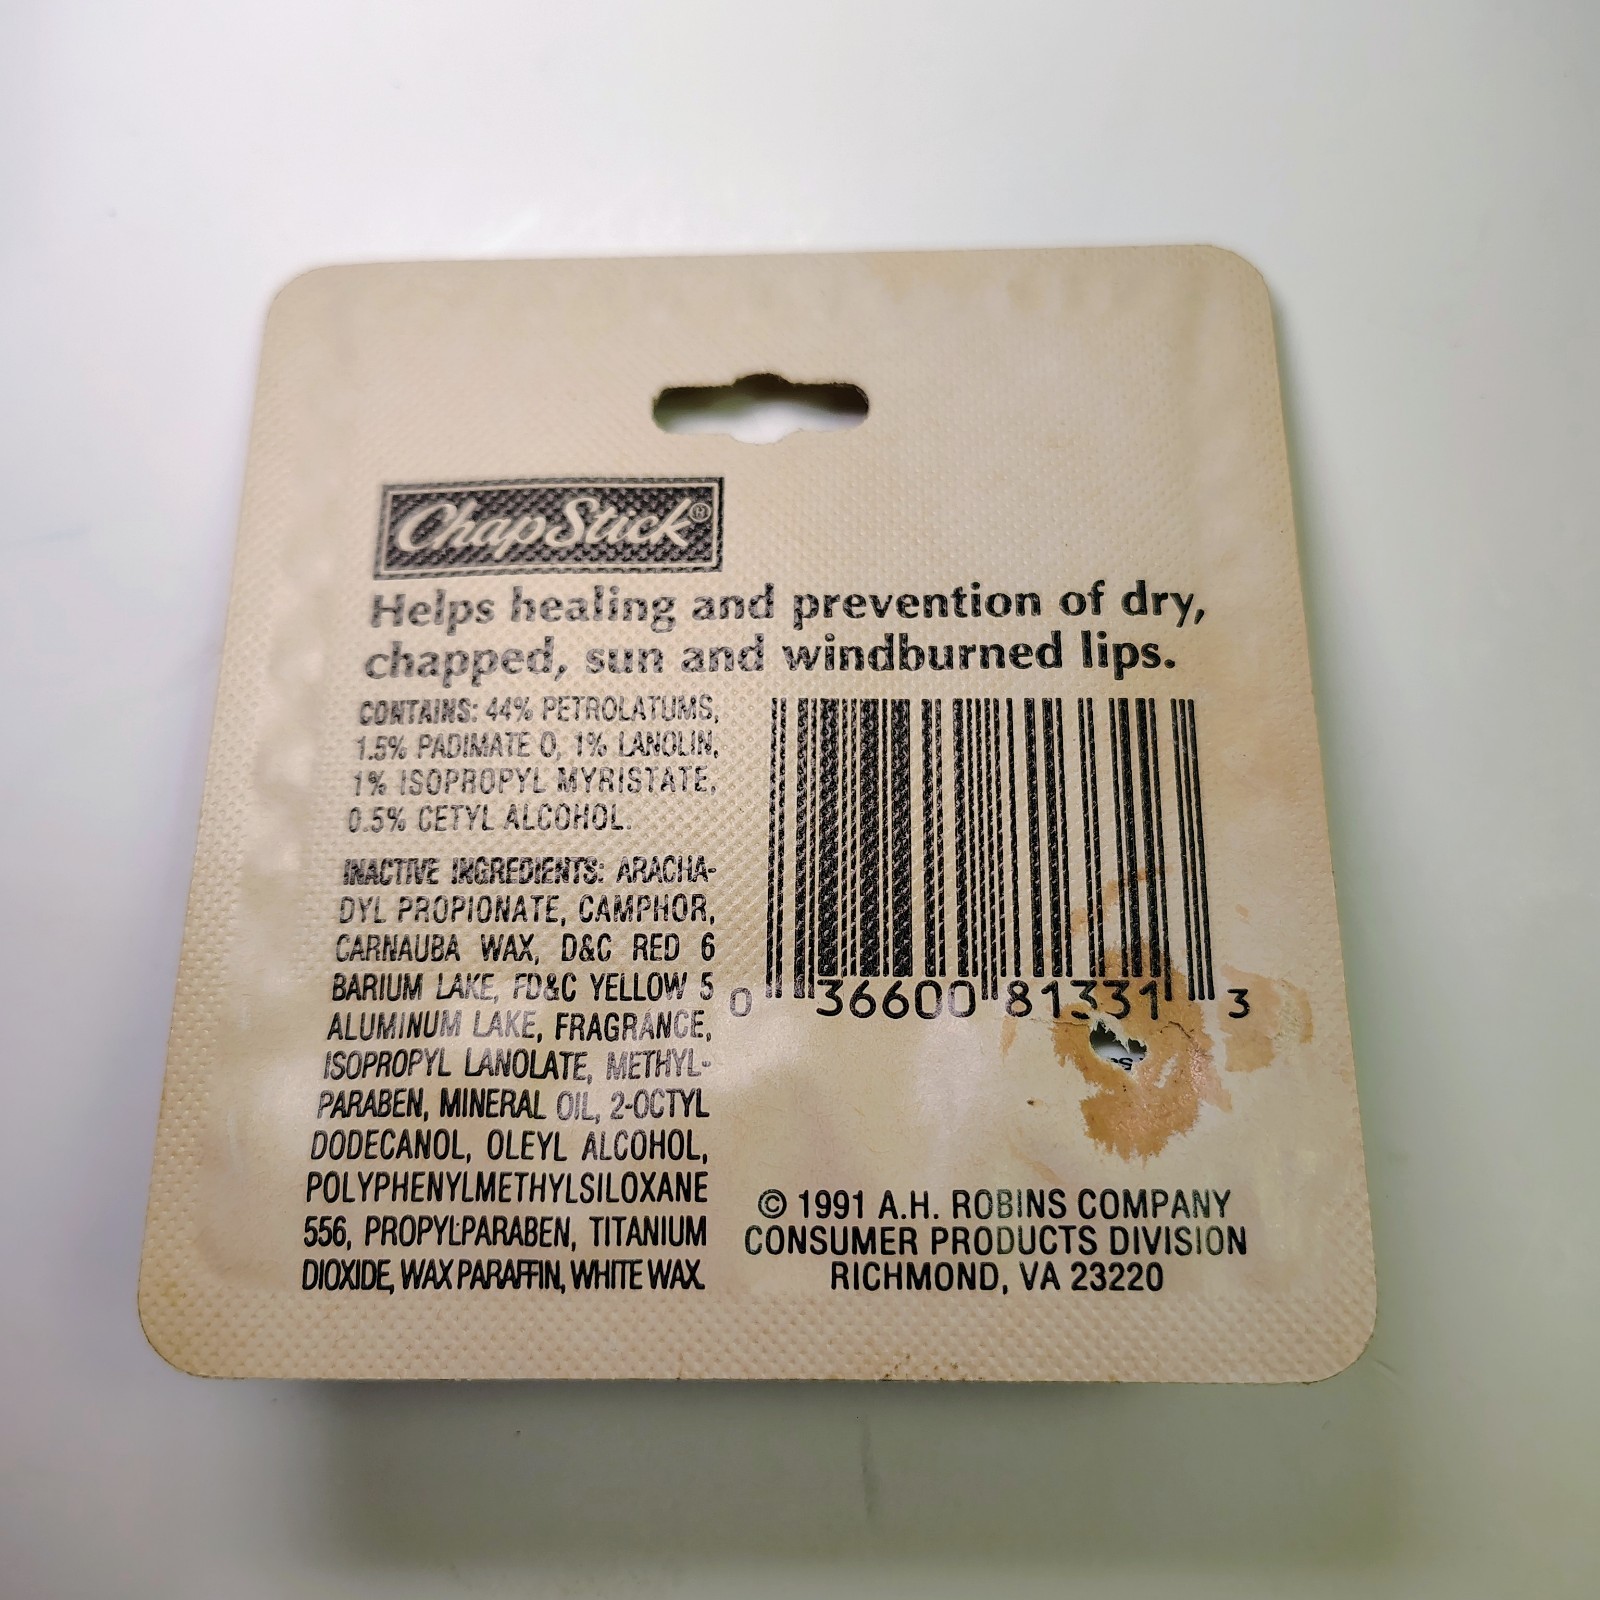 ChapStick®
Helps healing and prevention of dry,
chapped, sun and windburned lips.
CONTAINS: 44% PETROLATUMS,
1.5% PADIMATE O, 1% LANOLIN,
1% ISOPROPYL MYRISTATE,
0.5% CETYL ALCOHOL.
INACTIVE INGREDIENTS: ARACHA-
DYL PROPIONATE, CAMPHOR,
CARNAUBA WAX, D&C RED 6
BARIUM LAKE, FD&C YELLOW 5
ALUMINUM LAKE, FRAGRANCE,
ISOPROPYL LANOLATE, METHYL-
PARABEN, MINERAL OIL, 2-OCTYL
DODECANOL, OLEYL ALCOHOL,
POLYPHENYLMETHYLSILOXANE
556, PROPYLPARABEN, TITANIUM
DIOXIDE, WAX PARAFFIN, WHITE WAX.
0 36600 81331 3
© 1991 A.H. ROBINS COMPANY
CONSUMER PRODUCTS DIVISION
RICHMOND, VA 23220